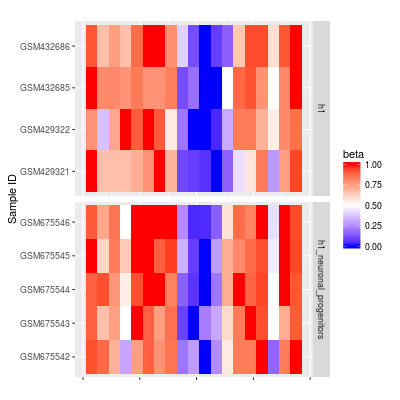 Sample ID
GSM432686
GSM432685
GSM429322
GSM429321
h1
GSM675546
GSM675545
GSM675544
GSM675543
GSM675542
h1_neuronal_progenitors
beta
1.00
0.75
0.50
0.25
0.00